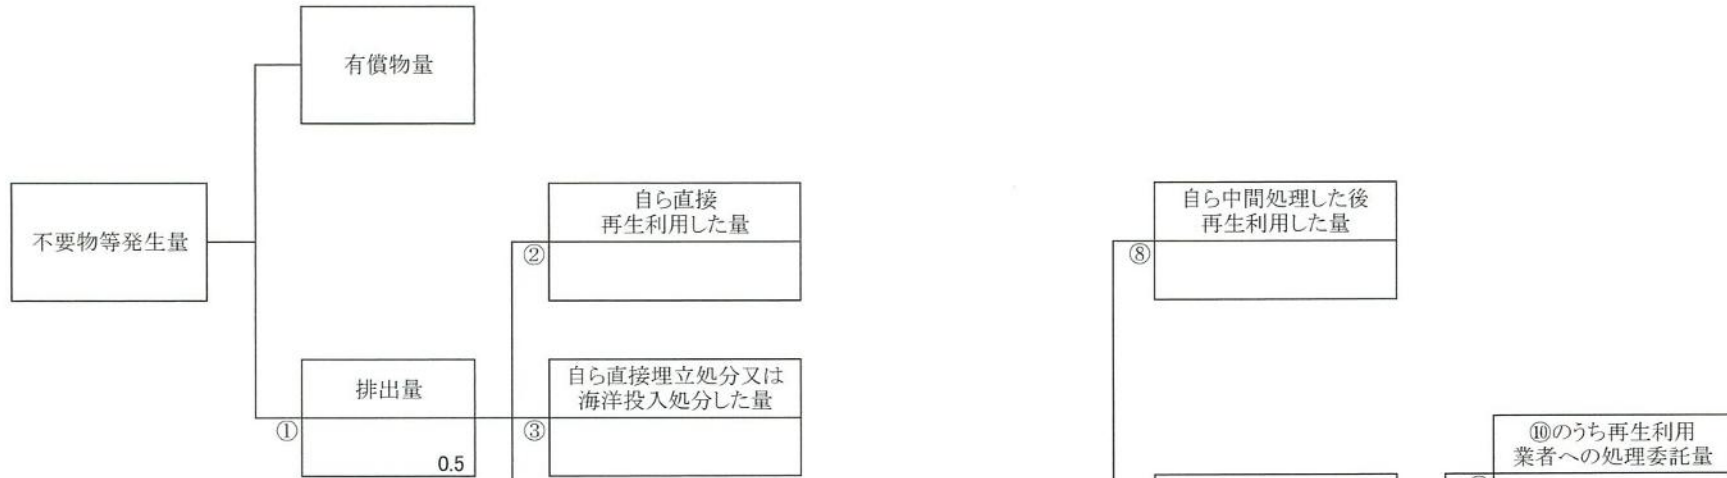 有償物量
不要物等発生量
自ら直接
再生利用した量
②
自ら中間処理した後
再生利用した量
⑧
排出量
①
0.5
自ら直接埋立処分又は
海洋投入処分した量
③
⑩のうち再生利用
業者への処理委託量